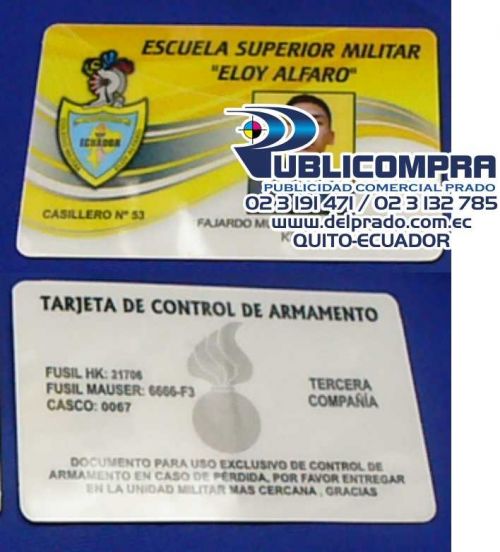 ESCUELA SUPERIOR MILITAR
"ELOY ALFARO"
ECUADOR
CASILLERO Nº 53
FAJARDO
PUBLICOMPRA
PUBLICIDAD COMERCIAL PRADO
02 3 191 471 / 02 3 132 785
www.delprado.com.ec
QUITO-ECUADOR
TARJETA DE CONTROL DE ARMAMENTO
FUSIL HK: 21706
FUSIL MAUSER: 6666-F3
CASCO: 0067
TERCERA
COMPAÑÍA
DOCUMENTO PARA USO EXCLUSIVO DE CONTROL DE
ARMAMENTO EN CASO DE PÉRDIDA, POR FAVOR ENTREGAR
EN LA UNIDAD MILITAR MAS CERCANA , GRACIAS